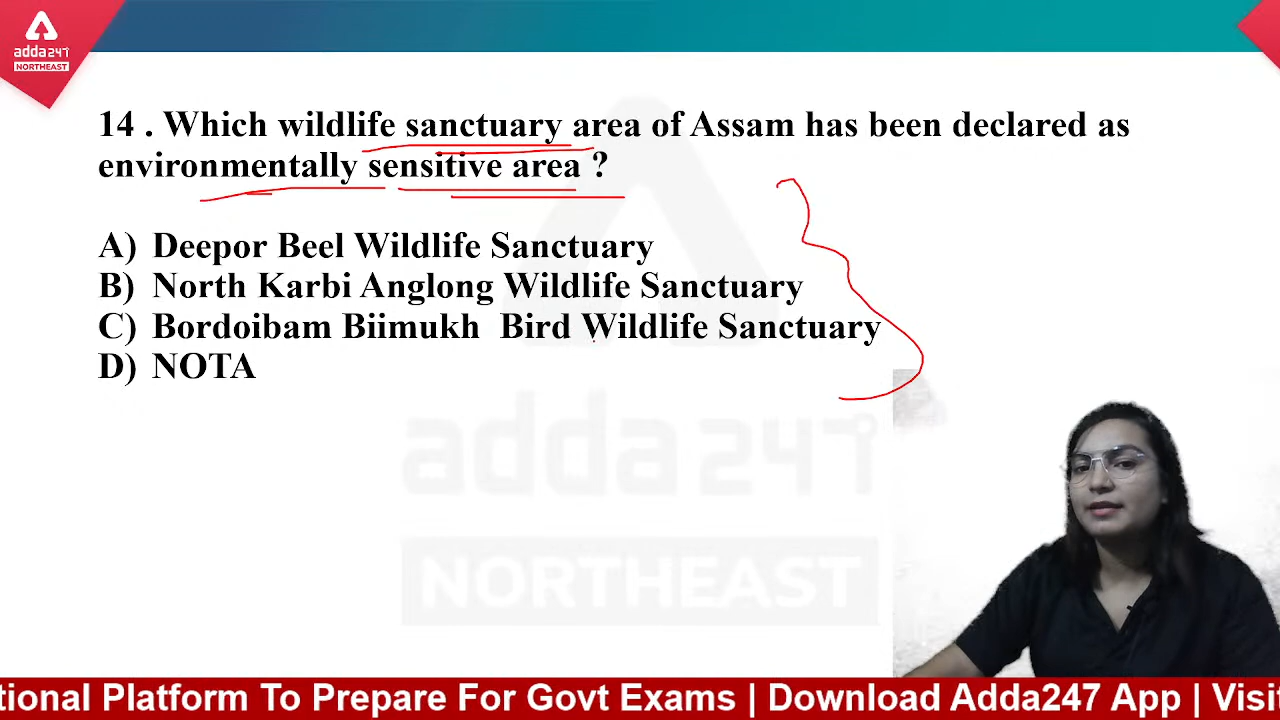 adda247
NORTHEAST
14 . Which wildlife sanctuary area of Assam has been declared as
environmentally sensitive area ?
A) Deepor Beel Wildlife Sanctuary
B) North Karbi Anglong Wildlife Sanctuary
C) Bordoibam Biimukh Bird Wildlife Sanctuary
D) NOTA
adda247
NORTHEAST
tional Platform To Prepare For Govt Exams | Download Adda247 App | Visi